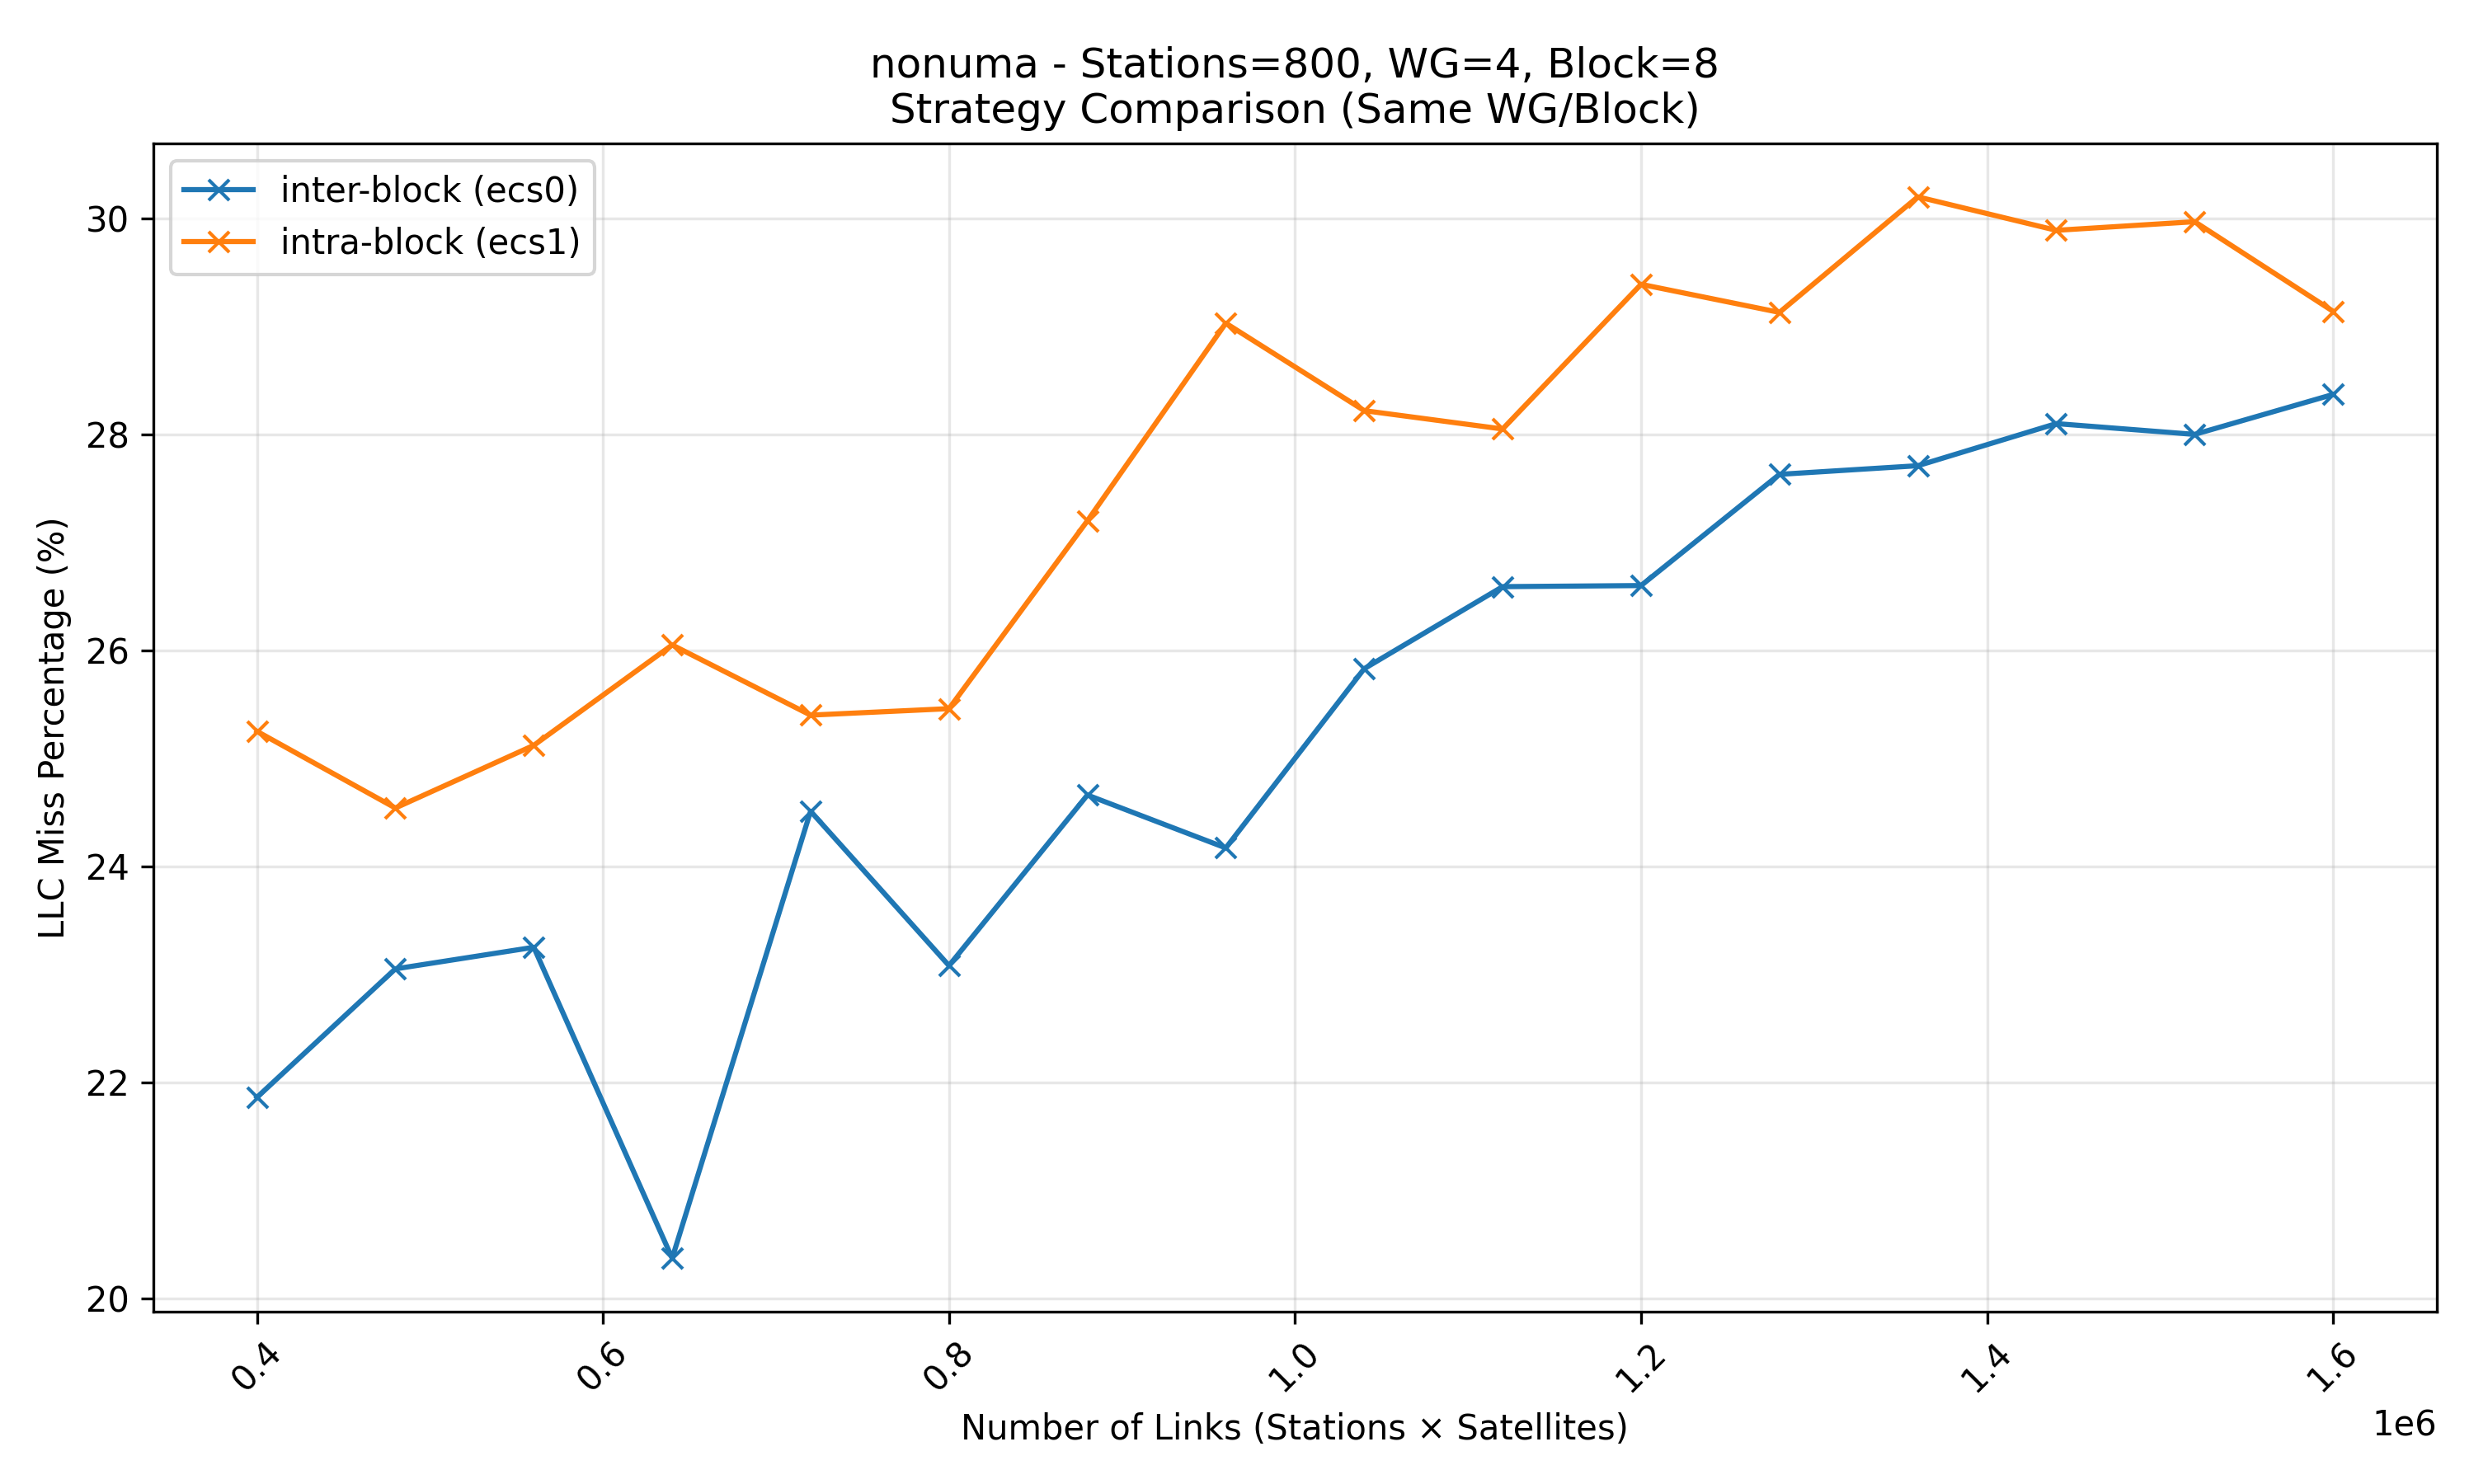 nonuma - Stations=800, WG=4, Block=8
Strategy Comparison (Same WG/Block)
inter-block (ecs0)
intra-block (ecs1)
LLC Miss Percentage (%)
30
28
26
24
22
20
0.4
0.6
0.8
1.0
1.2
1.4
1.6
1e6
Number of Links (Stations × Satellites)